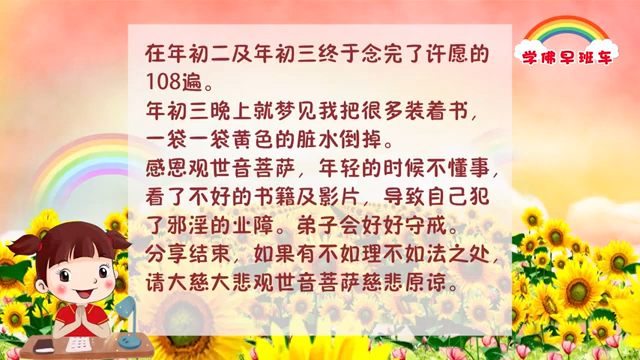 学佛早班车
在年初二及年初三终于念完了许愿的
108遍。
年初三晚上就梦见我把很多装着书，
一袋一袋黄色的脏水倒掉。
感恩观世音菩萨，年轻的时候不懂事，
看了不好的书籍及影片，导致自己犯
了邪淫的业障。弟子会好好守戒。
分享结束，如果有不如理不如法之处，
请大慈大悲观世音菩萨慈悲原谅。